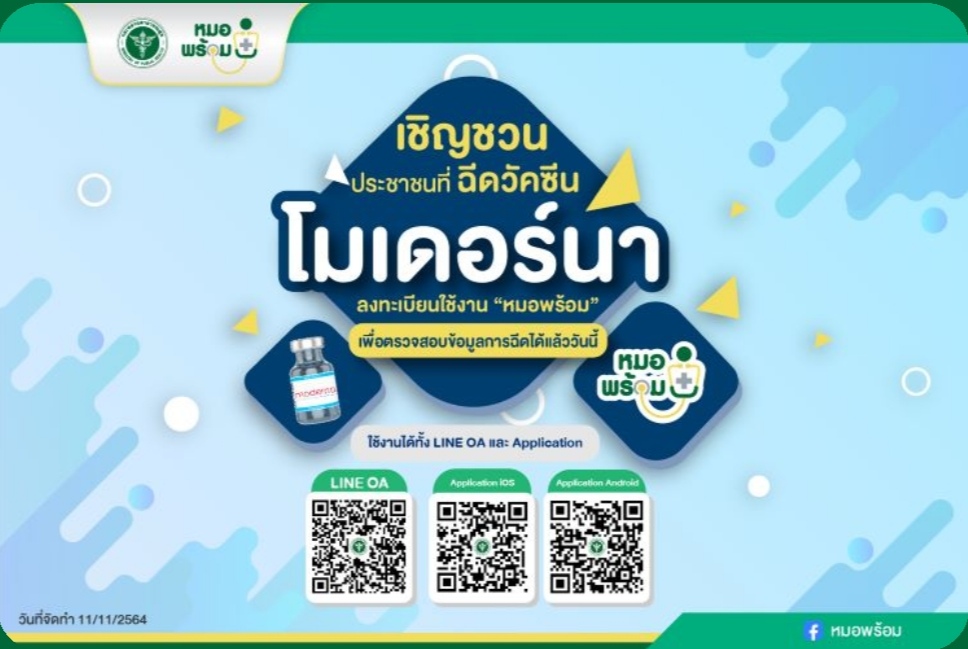 หมอ
พร้อม
เชิญชวน
ประชาชนที่ ฉีดวัคซีน
โมเดอร์นา
ลงทะเบียนใช้งาน “หมอพร้อม”
เพื่อตรวจสอบข้อมูลการฉีดได้แล้ววันนี้
moderna
หมอ
พร้อม
ใช้งานได้ทั้ง LINE OA และ Application
LINE OA
Application iOS
Application Android
วันที่จัดทำ 11/11/2564
หมอพร้อม